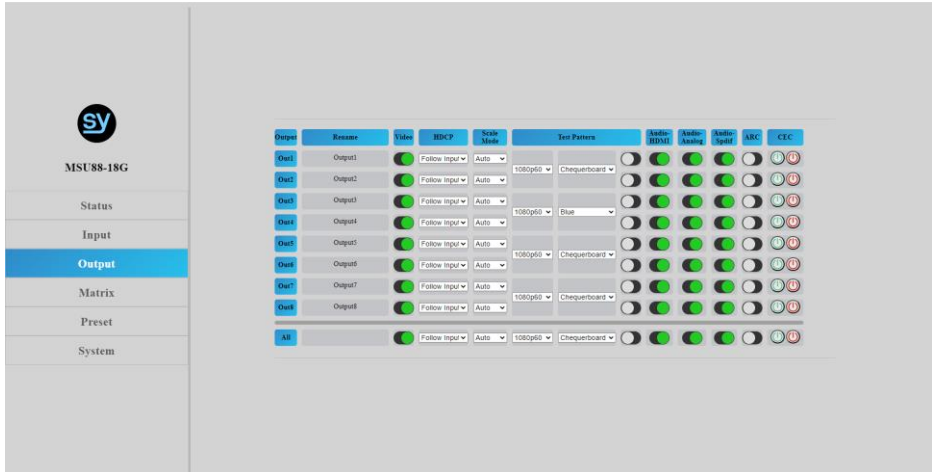 sy
MSU88-18G
Status
Input
Output
Matrix
Preset
System
Output Rename Video HDCP Scale Mode Test Pattern Audio-HDMI Audio-Analog Audio-Spdif ARC CEC
Out1 Output1 Follow Input Auto
1080p60 Chequerboard
Out2 Output2 Follow Input Auto
Out3 Output3 Follow Input Auto
1080p60 Blue
Out4 Output4 Follow Input Auto
Out5 Output5 Follow Input Auto
1080p60 Chequerboard
Out6 Output6 Follow Input Auto
Out7 Output7 Follow Input Auto
1080p60 Chequerboard
Out8 Output8 Follow Input Auto
All Follow Input Auto 1080p60 Chequerboard